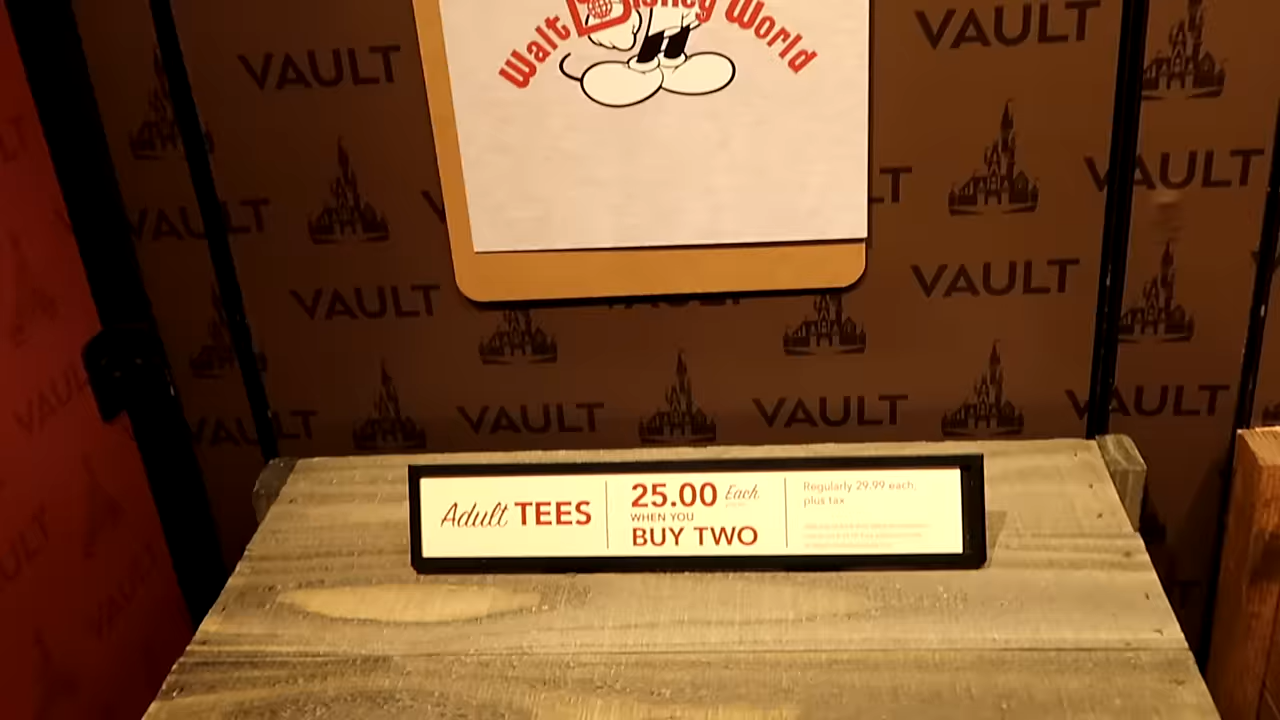 Walt Disney World
VAULT
VAULT
VAULT
VAULT
VAULT
VAULT
VAULT
VAULT
VAULT
VAULT
VAULT
Adult TEES
25.00 Each
WHEN YOU
BUY TWO
Regularly 29.99 each,
plus tax